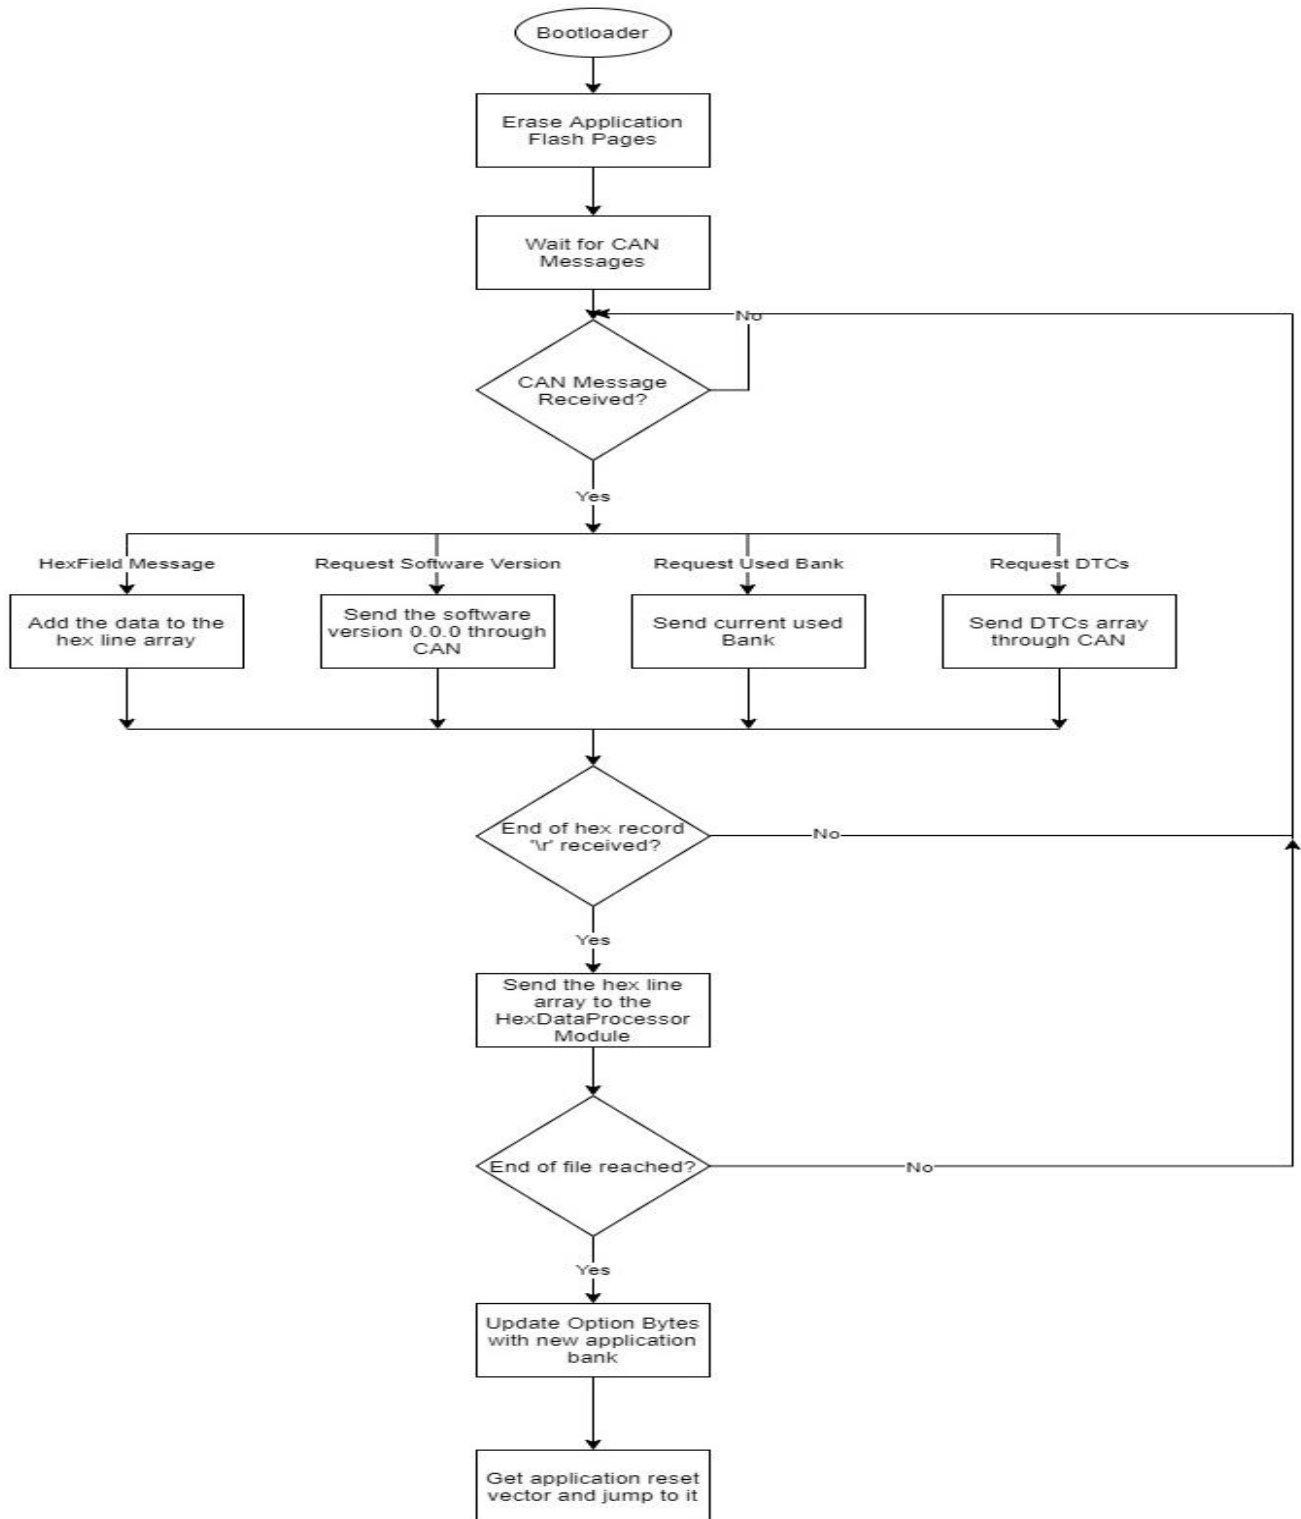 Bootloader
Erase Application
Flash Pages
Wait for CAN
Messages
No
CAN Message
Received?
Yes
HexField Message
Request Software Version
Request Used Bank
Request DTCs
Add the data to the
hex line array
Send the software
version 0.0.0 through
CAN
Send current used
Bank
Send DTCs array
through CAN
End of hex record
'\r' received?
No
Yes
Send the hex line
array to the
HexDataProcessor
Module
End of file reached?
No
Yes
Update Option Bytes
with new application
bank
Get application reset
vector and jump to it